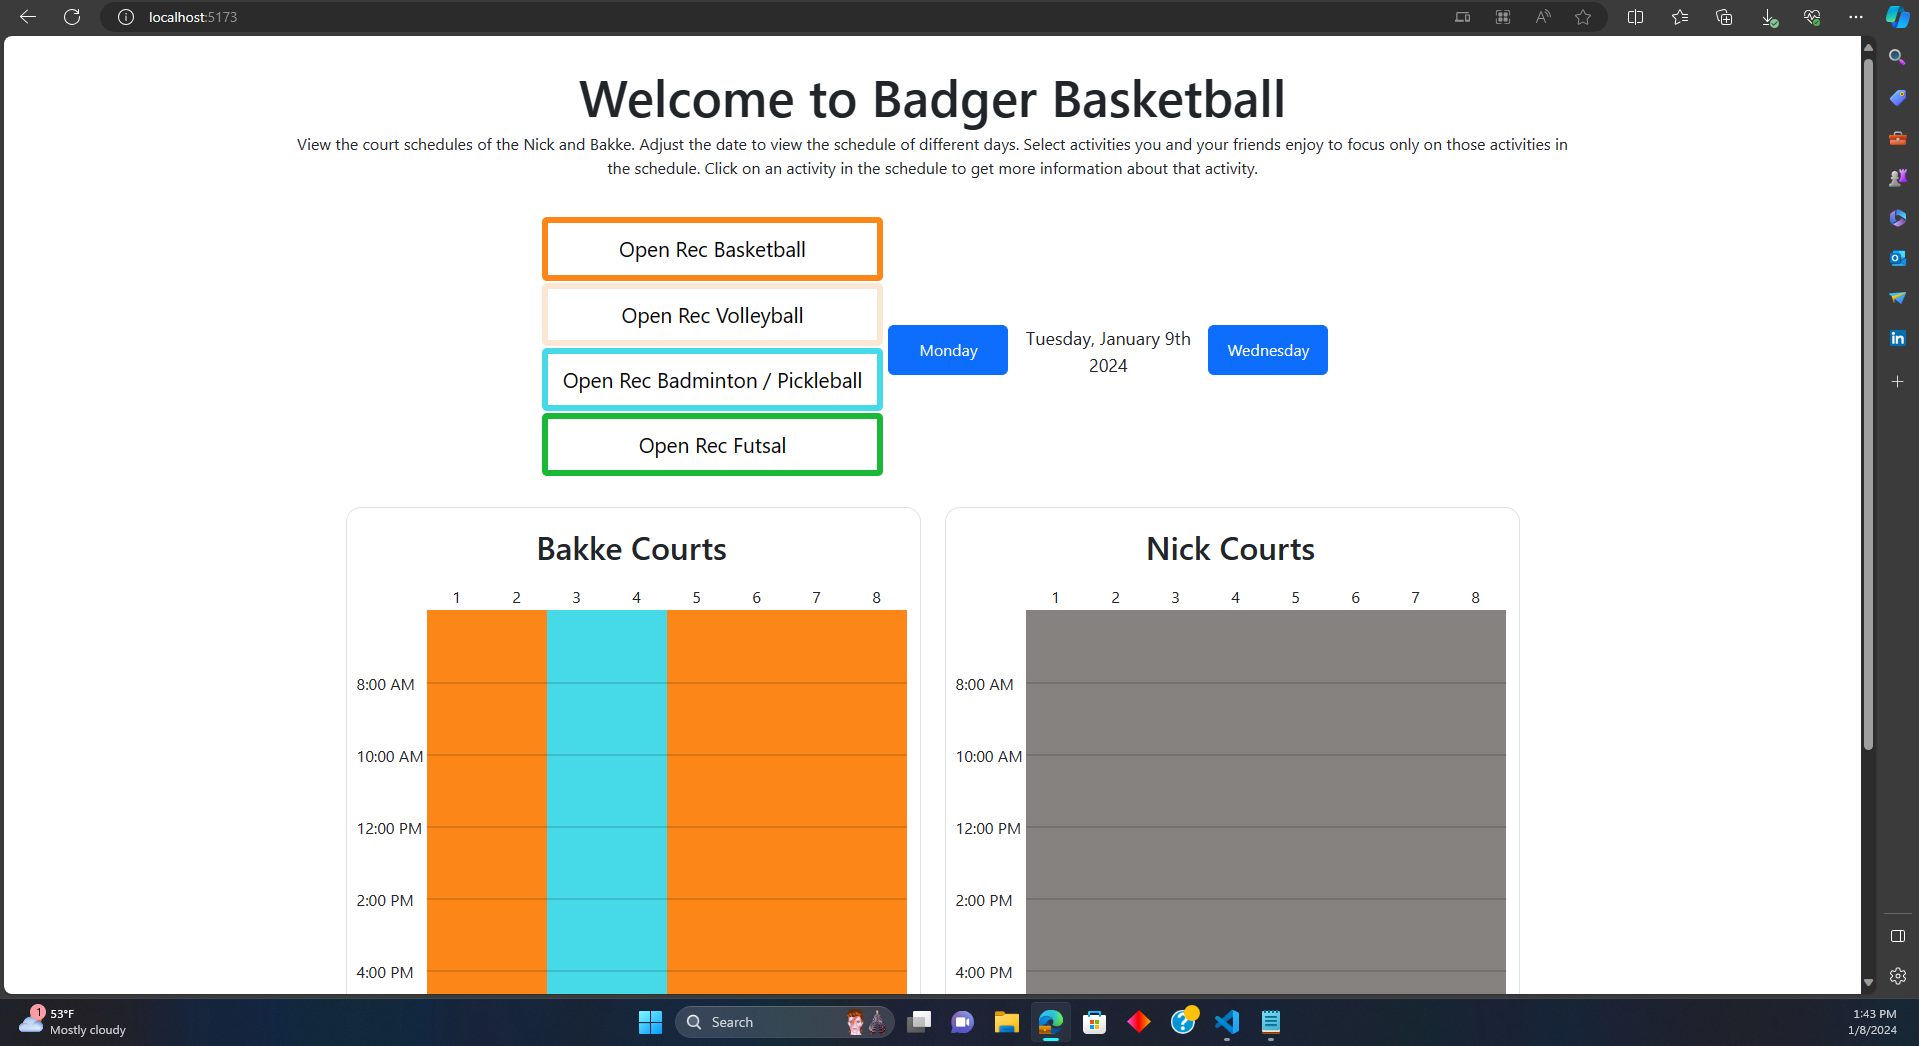 localhost:5173
Welcome to Badger Basketball
View the court schedules of the Nick and Bakke. Adjust the date to view the schedule of different days. Select activities you and your friends enjoy to focus only on those activities in
the schedule. Click on an activity in the schedule to get more information about that activity.
Open Rec Basketball
Open Rec Volleyball
Open Rec Badminton / Pickleball
Open Rec Futsal
Monday
Tuesday, January 9th
2024
Wednesday
Bakke Courts
1 2 3 4 5 6 7 8
8:00 AM
10:00 AM
12:00 PM
2:00 PM
4:00 PM
Nick Courts
1 2 3 4 5 6 7 8
8:00 AM
10:00 AM
12:00 PM
2:00 PM
4:00 PM
1
53°F
Mostly cloudy
Search
1:43 PM
1/8/2024